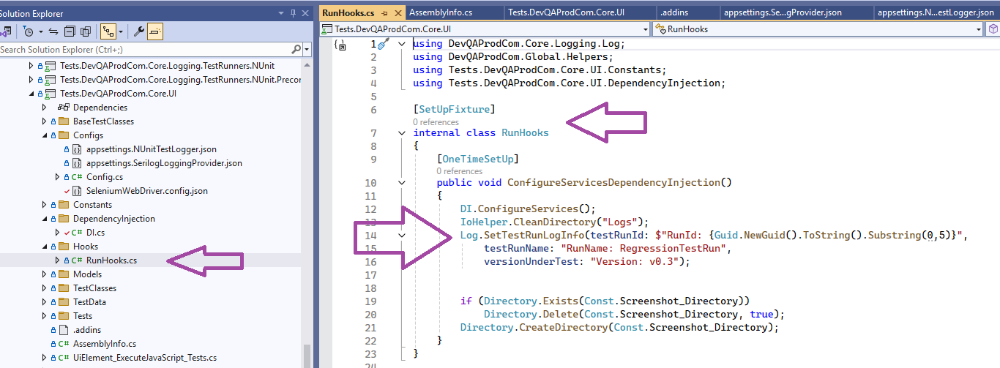 Solution Explorer
Search Solution Explorer (Ctrl+;)
Tests.DevQAProdCom.Core.Logging.TestRunners.NUnit
Tests.DevQAProdCom.Core.Logging.TestRunners.NUnit.Precor
Tests.DevQAProdCom.Core.UI
Dependencies
BaseTestClasses
Configs
appsettings.NUnitTestLogger.json
appsettings.SerilogLoggingProvider.json
C# Config.cs
SeleniumWebDriver.config.json
Constants
DependencyInjection
C# DI.cs
Hooks
C# RunHooks.cs
Models
TestClasses
TestData
Tests
.addins
C# AssemblyInfo.cs
C# UiElement_ExecuteJavaScript_Tests.cs
RunHooks.cs AssemblyInfo.cs Tests.DevQAProdCom.Core.UI .addins appsettings.Se...gProvider.json appsettings.N...estLogger.json
Tests.DevQAProdCom.Core.UI RunHooks
1 using DevQAProdCom.Core.Logging.Log;
2 using DevQAProdCom.Global.Helpers;
3 using Tests.DevQAProdCom.Core.UI.Constants;
4 using Tests.DevQAProdCom.Core.UI.DependencyInjection;
5
6 [SetUpFixture]
0 references
7 internal class RunHooks
8 {
9 [OneTimeSetUp]
0 references
10 public void ConfigureServicesDependencyInjection()
11 {
12 DI.ConfigureServices();
13 IoHelper.CleanDirectory("Logs");
14 Log.SetTestRunLogInfo(testRunId: $"RunId: {Guid.NewGuid().ToString().Substring(0,5)}",
15 testRunName: "RunName: RegressionTestRun",
16 versionUnderTest: "Version: v0.3");
17
18
19 if (Directory.Exists(Const.Screenshot_Directory))
20 Directory.Delete(Const.Screenshot_Directory, true);
21 Directory.CreateDirectory(Const.Screenshot_Directory);
22 }
23 }
24